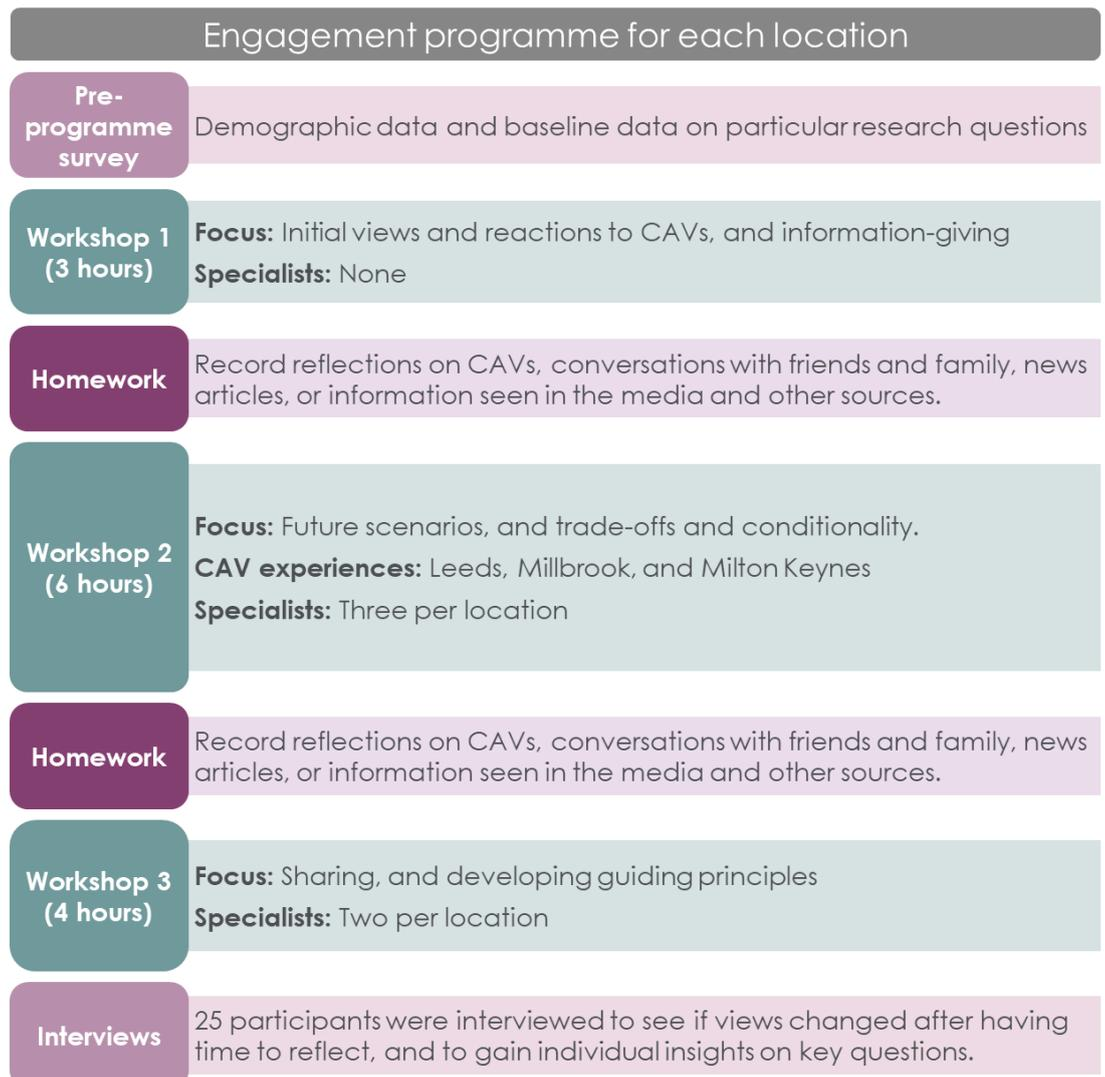 Engagement programme for each location
Pre-
programme
survey
Demographic data and baseline data on particular research questions
Workshop 1
(3 hours)
Focus: Initial views and reactions to CAVs, and information-giving
Specialists: None
Homework
Record reflections on CAVs, conversations with friends and family, news
articles, or information seen in the media and other sources.
Workshop 2
(6 hours)
Focus: Future scenarios, and trade-offs and conditionality.
CAV experiences: Leeds, Millbrook, and Milton Keynes
Specialists: Three per location
Homework
Record reflections on CAVs, conversations with friends and family, news
articles, or information seen in the media and other sources.
Workshop 3
(4 hours)
Focus: Sharing, and developing guiding principles
Specialists: Two per location
Interviews
25 participants were interviewed to see if views changed after having
time to reflect, and to gain individual insights on key questions.